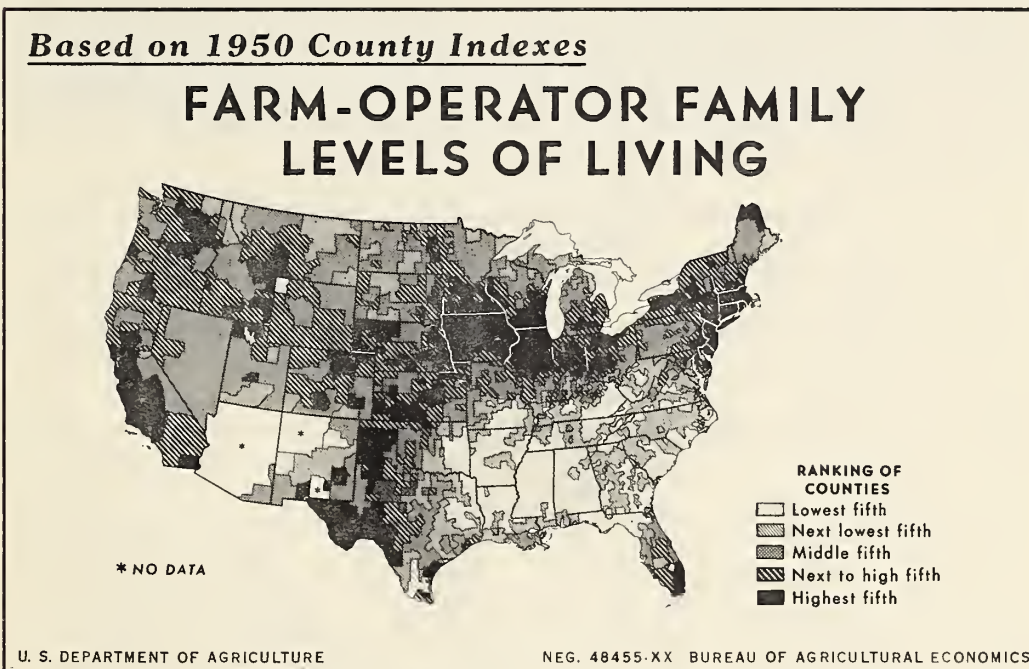 Based on 1950 County Indexes
FARM-OPERATOR FAMILY
LEVELS OF LIVING
*
*
*
RANKING OF
COUNTIES
Lowest fifth
Next lowest fifth
Middle fifth
Next to high fifth
Highest fifth
* NO DATA
U. S. DEPARTMENT OF AGRICULTURE
NEG. 48455-XX BUREAU OF AGRICULTURAL ECONOMICS